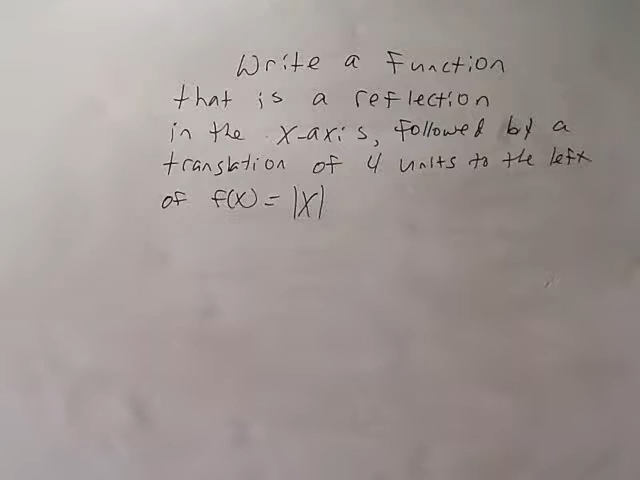 Write a Function
that is a reflection
in the x-axis, followed by a
translation of 4 units to the left
of f(x) = |x|